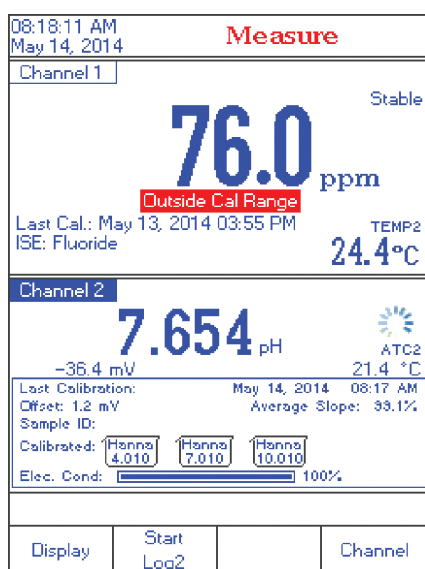 08:18:11 AM
May 14, 2014
Measure
Channel 1
Stable
76.0 ppm
Outside Cal Range
Last Cal.: May 13, 2014 03:55 PM
TEMP2
ISE: Fluoride
24.4°C
Channel 2
7.654 pH
ATC2
-36.4 mV
21.4 °C
Last Calibration: May 14, 2014 08:17 AM
Offset: 1.2 mV Average Slope: 99.1%
Sample ID:
Calibrated: Hanna 4.010 Hanna 7.010 Hanna 10.010
Elec. Cond: 100%
Display
Start Log2
Channel